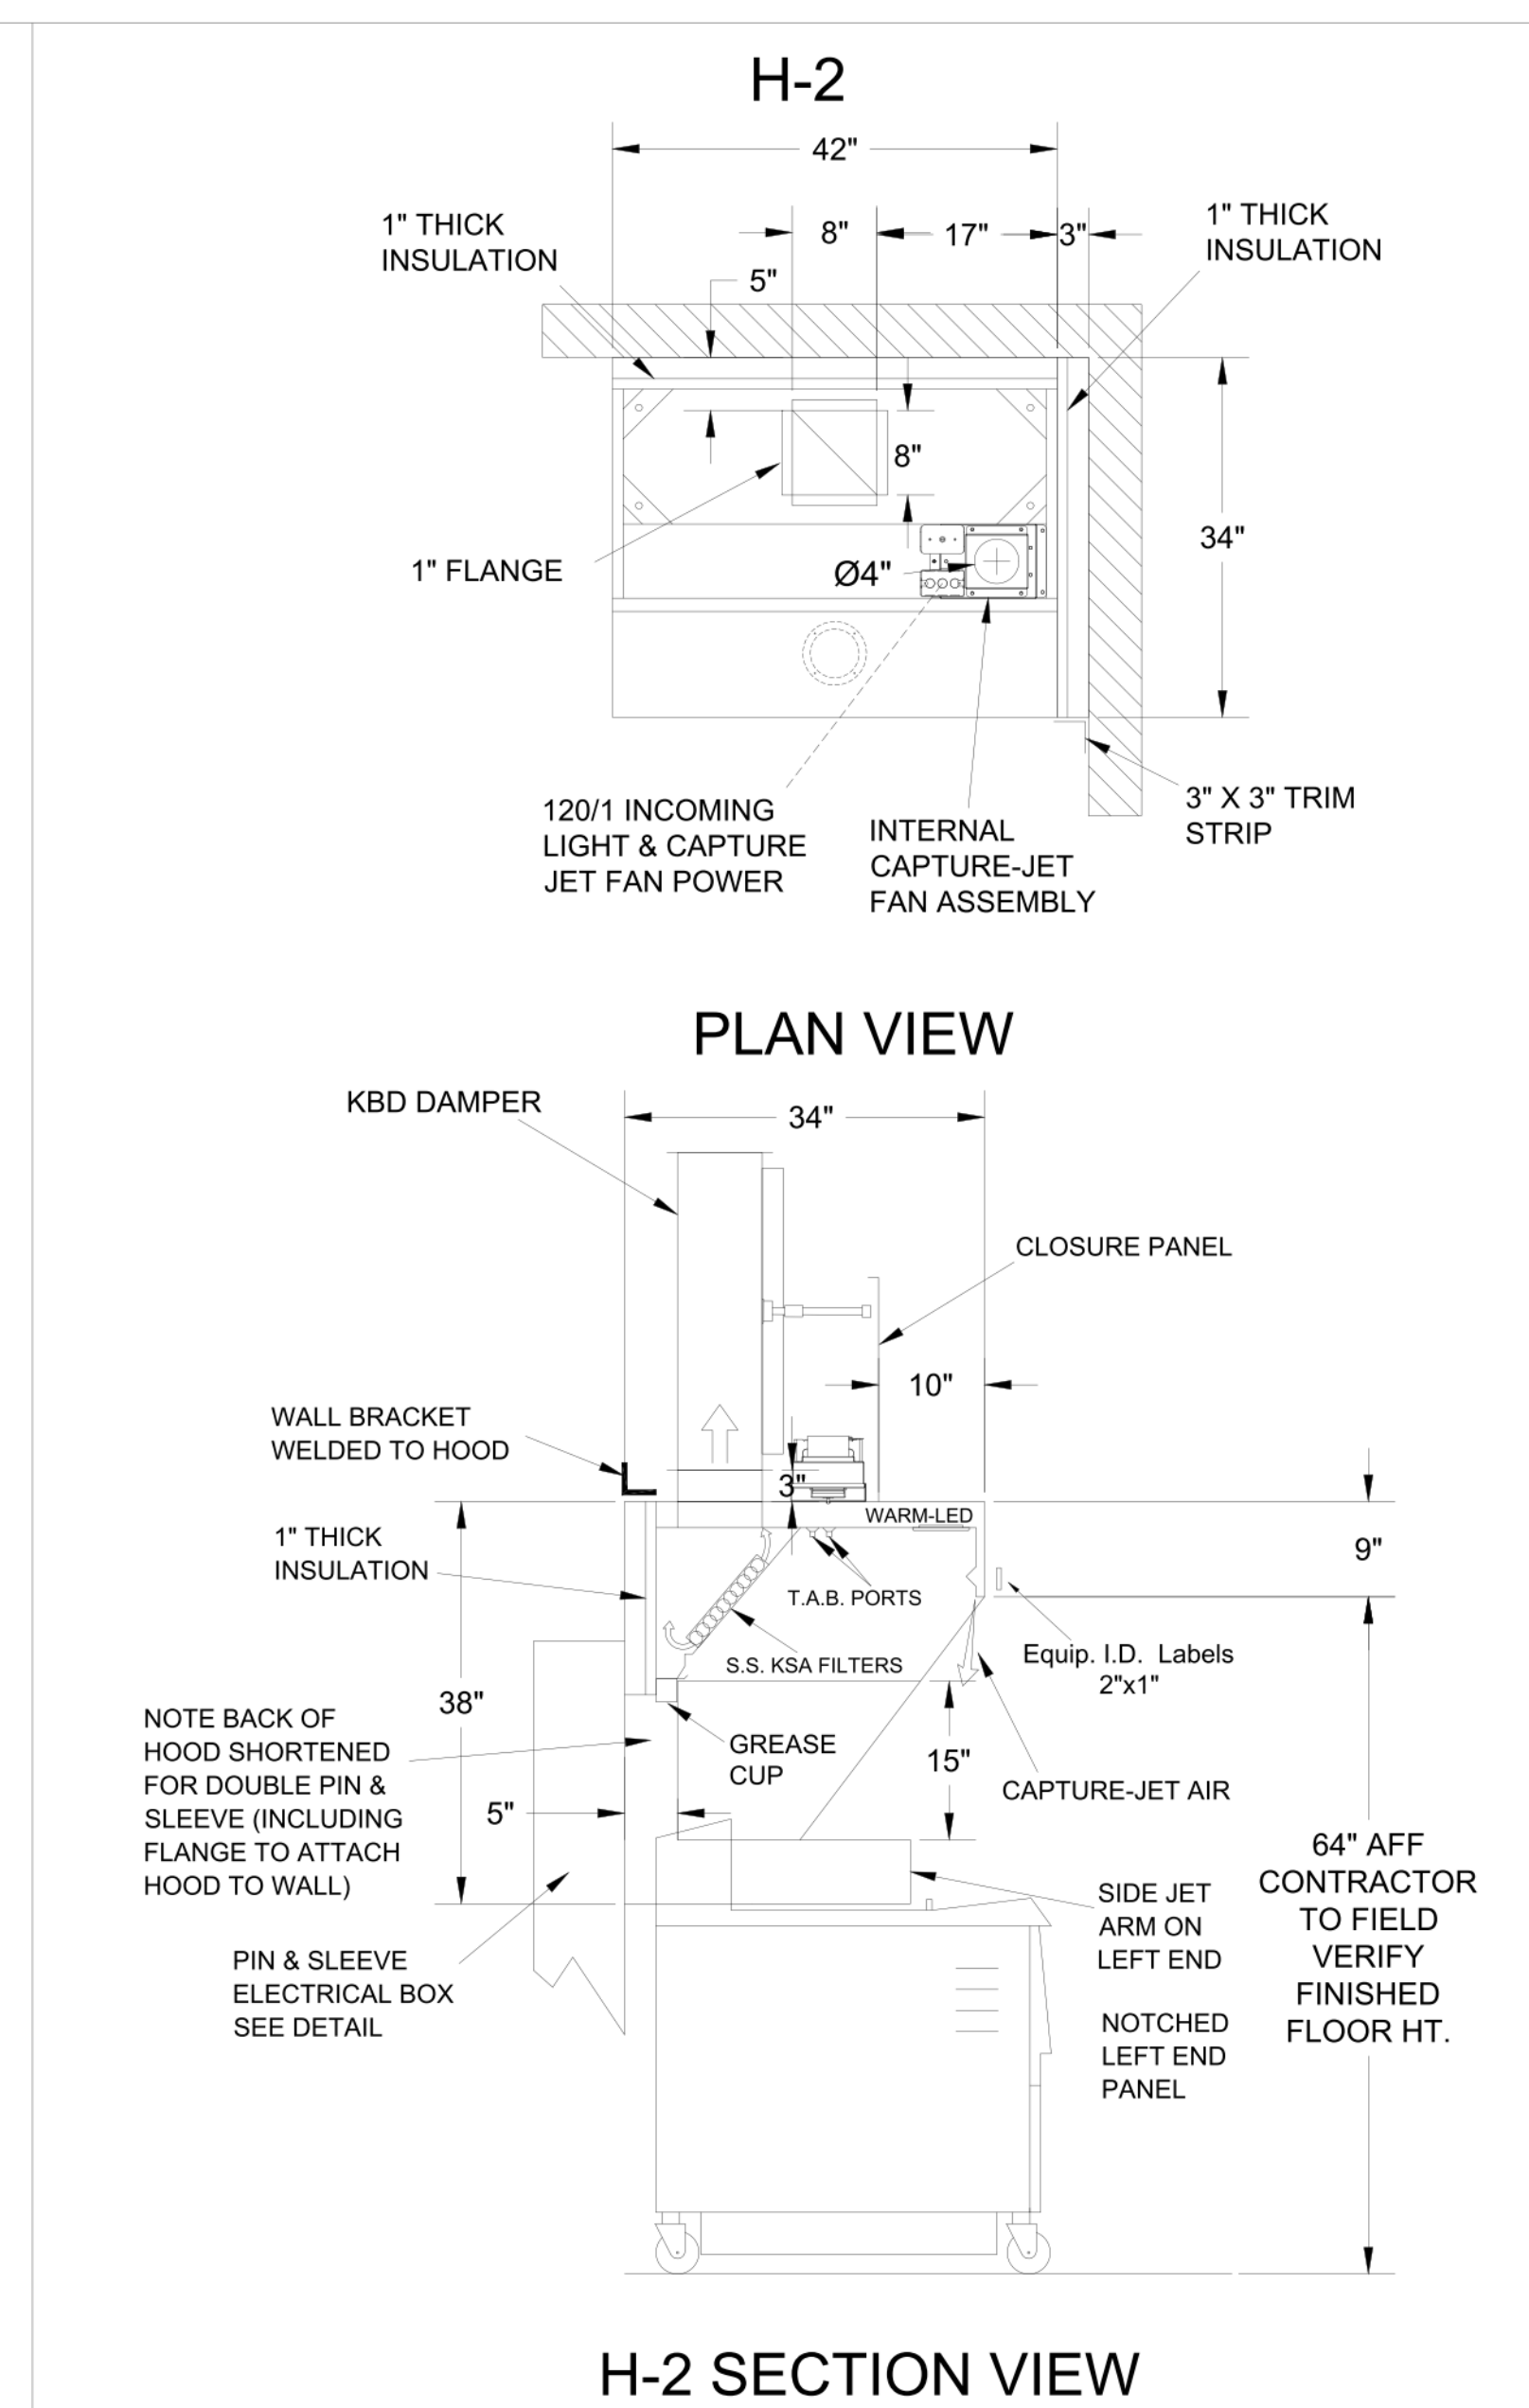 H-2
42"
1" THICK
INSULATION
8"
17"
3"
1" THICK
INSULATION
5"
8"
34"
1" FLANGE
Ø4"
120/1 INCOMING
LIGHT & CAPTURE
JET FAN POWER
INTERNAL
CAPTURE-JET
FAN ASSEMBLY
3" X 3" TRIM
STRIP
PLAN VIEW
KBD DAMPER
34"
CLOSURE PANEL
10"
WALL BRACKET
WELDED TO HOOD
3"
WARM-LED
1" THICK
INSULATION
9"
T.A.B. PORTS
S.S. KSA FILTERS
Equip. I.D. Labels
2"x1"
38"
NOTE BACK OF
HOOD SHORTENED
FOR DOUBLE PIN &
SLEEVE (INCLUDING
FLANGE TO ATTACH
HOOD TO WALL)
GREASE
CUP
15"
CAPTURE-JET AIR
5"
64" AFF
CONTRACTOR
TO FIELD
VERIFY
FINISHED
FLOOR HT.
SIDE JET
ARM ON
LEFT END
PIN & SLEEVE
ELECTRICAL BOX
SEE DETAIL
NOTCHED
LEFT END
PANEL
H-2 SECTION VIEW